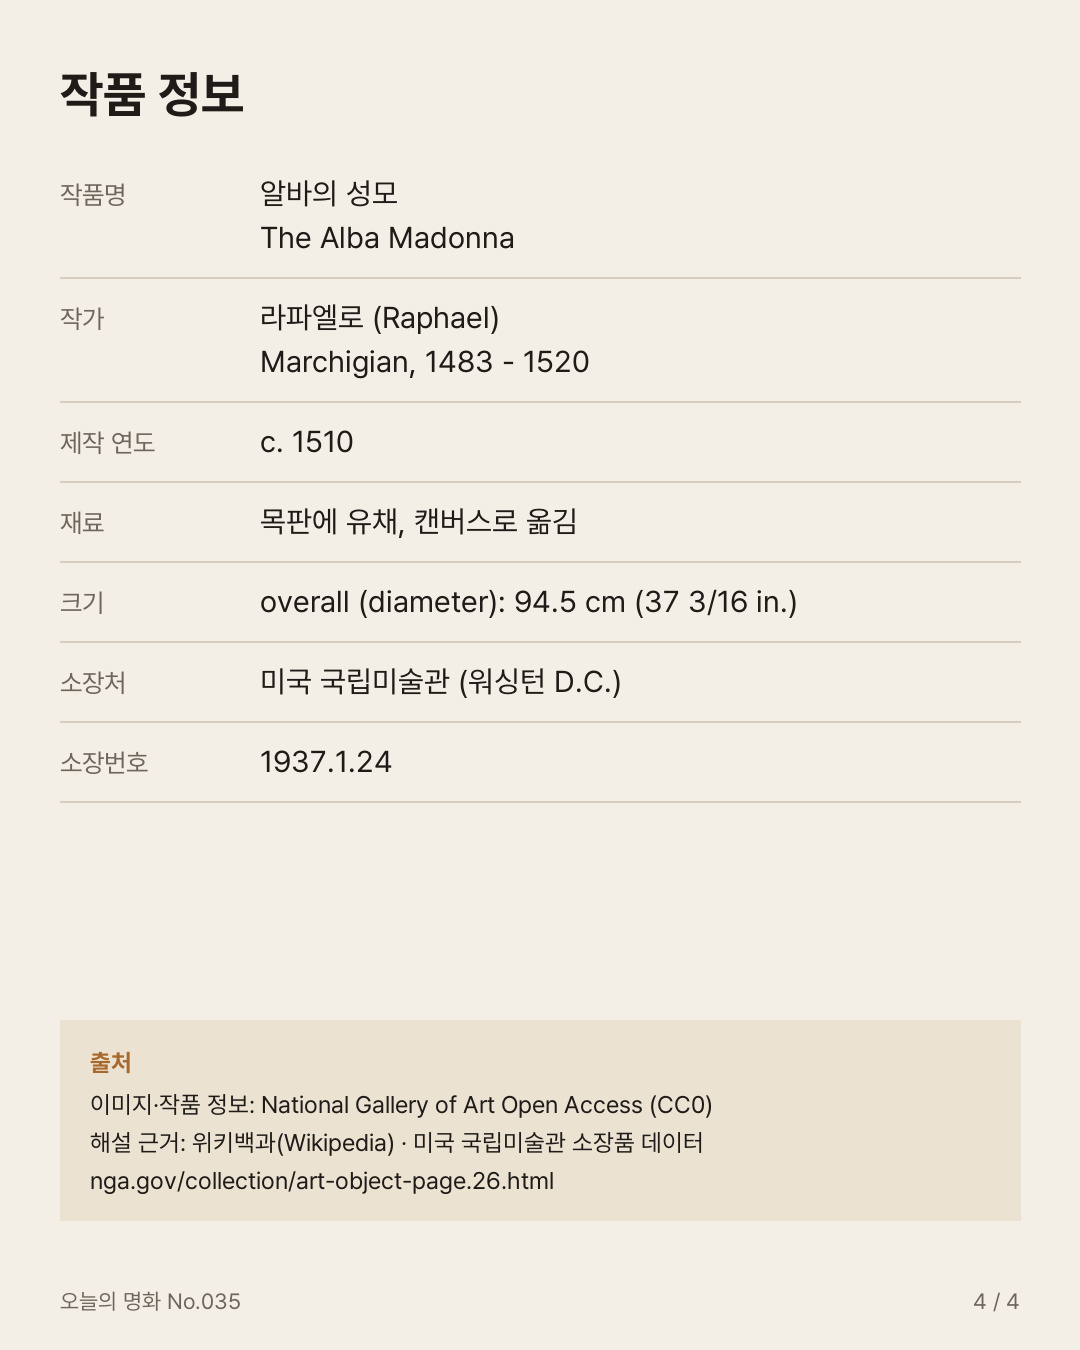 작품 정보
작품명
알바의 성모
The Alba Madonna
작가
라파엘로 (Raphael)
Marchigian, 1483 - 1520
제작 연도
c. 1510
재료
목판에 유채, 캔버스로 옮김
크기
overall (diameter): 94.5 cm (37 3/16 in.)
소장처
미국 국립미술관 (워싱턴 D.C.)
소장번호
1937.1.24
출처
이미지·작품 정보: National Gallery of Art Open Access (CC0)
해설 근거: 위키백과(Wikipedia) · 미국 국립미술관 소장품 데이터
nga.gov/collection/art-object-page.26.html
오늘의 명화 No.035
4 / 4